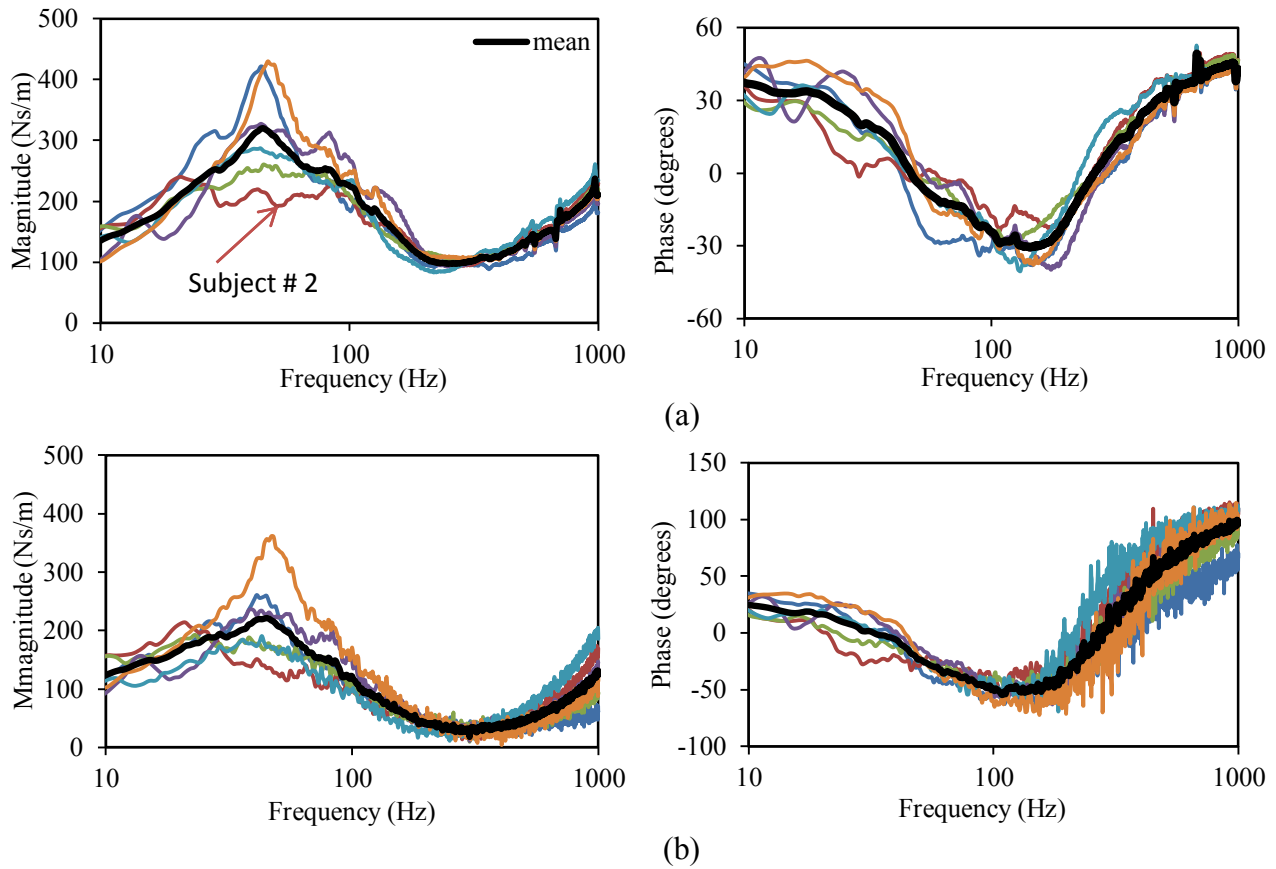 500
400
300
200
100
0
Magnitude (Ns/m)
mean
Subject # 2
10 100 1000
Frequency (Hz)
60
30
0
-30
-60
Phase (degrees)
10 100 1000
Frequency (Hz)
(a)
500
400
300
200
100
0
Mmagnitude (Ns/m)
10 100 1000
Frequency (Hz)
150
100
50
0
-50
-100
Phase (degrees)
10 100 1000
Frequency (Hz)
(b)